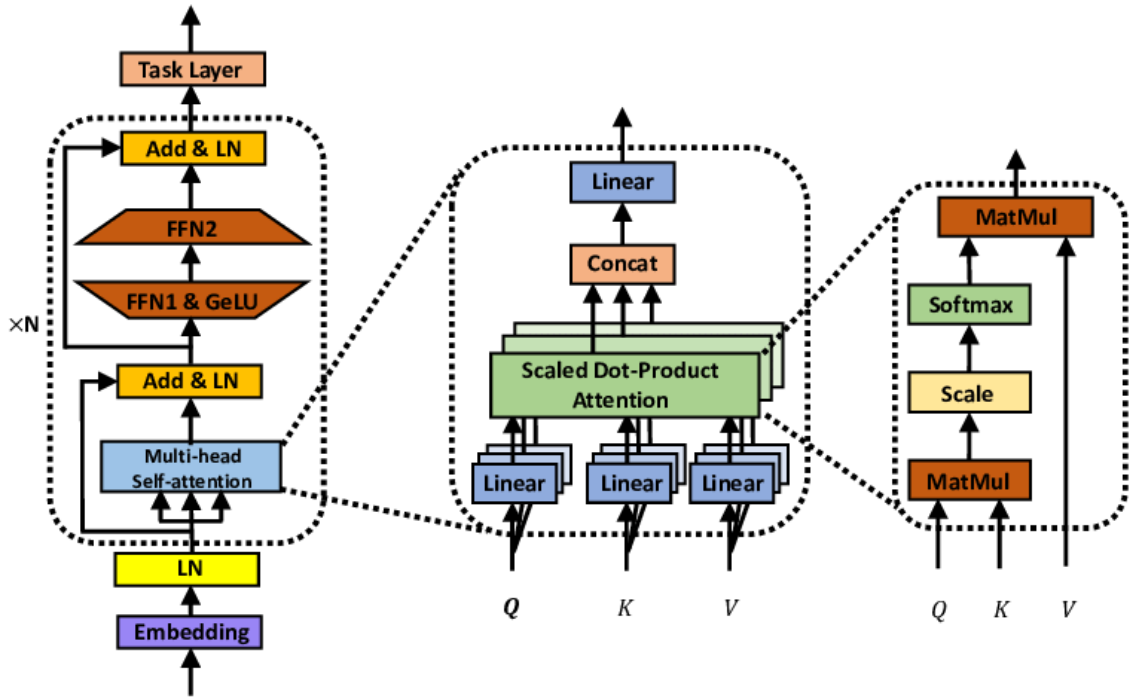 Task Layer
Add & LN
FFN2
FFN1 & GeLU
×N
Add & LN
Multi-head
Self-attention
LN
Embedding
Linear
Concat
Scaled Dot-Product
Attention
Linear
Linear
Linear
Q
K
V
MatMul
Softmax
Scale
MatMul
Q
K
V